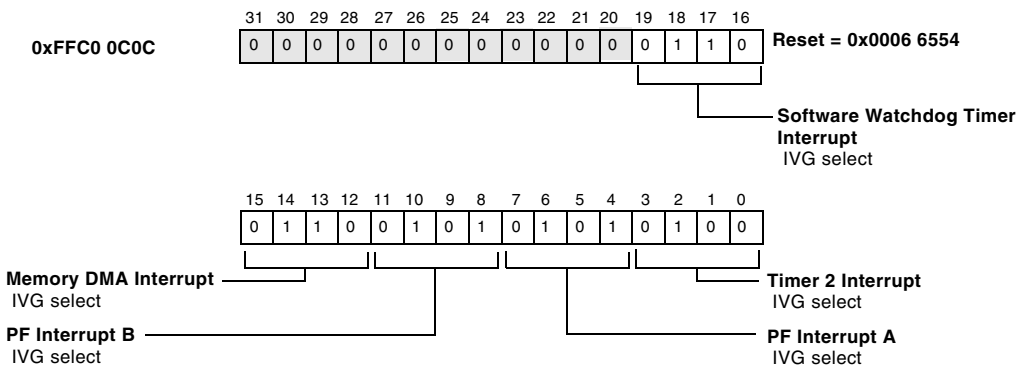 31 30 29 28 27 26 25 24 23 22 21 20 19 18 17 16
0xFFC0 0C0C
0 0 0 0 0 0 0 0 0 0 0 0 0 1 1 0
Reset = 0x0006 6554
Software Watchdog Timer
Interrupt
IVG select
15 14 13 12 11 10 9 8 7 6 5 4 3 2 1 0
0 1 1 0 0 1 0 1 0 1 0 1 0 1 0 0
Memory DMA Interrupt
IVG select
PF Interrupt B
IVG select
Timer 2 Interrupt
IVG select
PF Interrupt A
IVG select